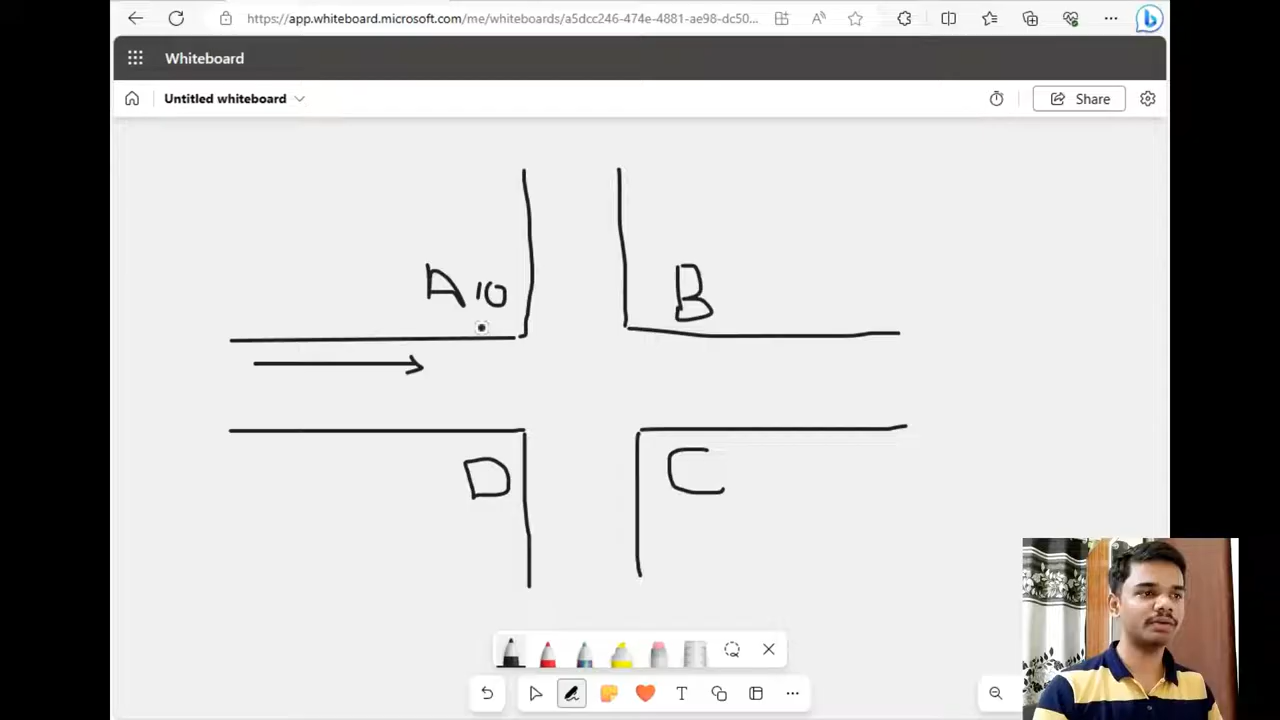 https://app.whiteboard.microsoft.com/me/whiteboards/a5dcc246-474e-4881-ae98-dc50...
Whiteboard
Untitled whiteboard
Share
A 10
B
D
C